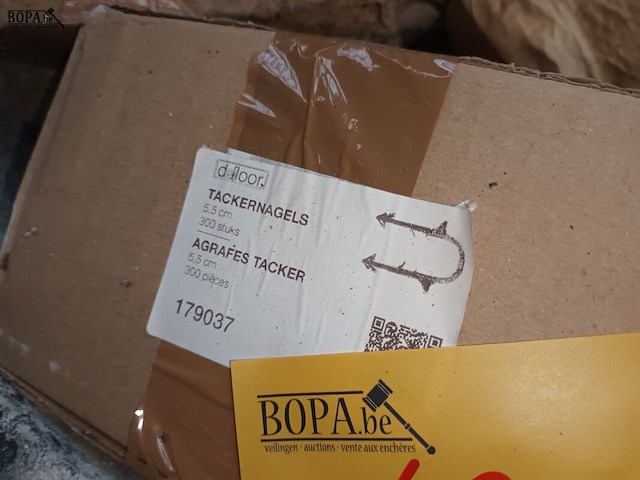 BOPA.be
d-floor.
TACKERNAGELS
5,5 cm
300 stuks
AGRAFES TACKER
5,5 cm
300 pièces
179037
BOPA.be
veilingen · auctions · vente aux enchères